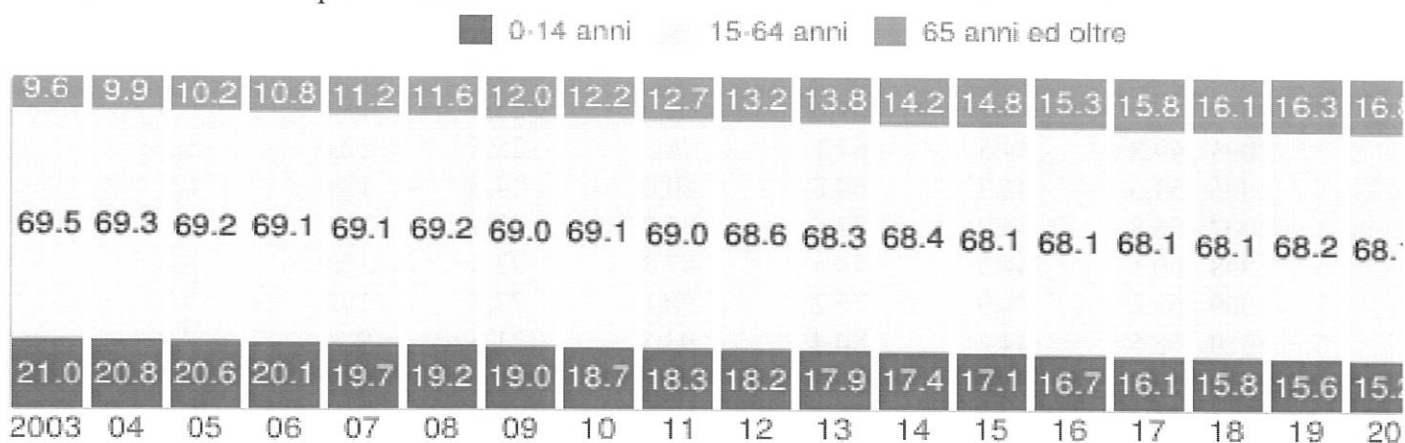 0-14 anni 15-64 anni 65 anni ed oltre
9.6 9.9 10.2 10.8 11.2 11.6 12.0 12.2 12.7 13.2 13.8 14.2 14.8 15.3 15.8 16.1 16.3 16.8
69.5 69.3 69.2 69.1 69.1 69.2 69.0 69.1 69.0 68.6 68.3 68.4 68.1 68.1 68.1 68.1 68.2 68.
21.0 20.8 20.6 20.1 19.7 19.2 19.0 18.7 18.3 18.2 17.9 17.4 17.1 16.7 16.1 15.8 15.6 15.2
2003 04 05 06 07 08 09 10 11 12 13 14 15 16 17 18 19 20